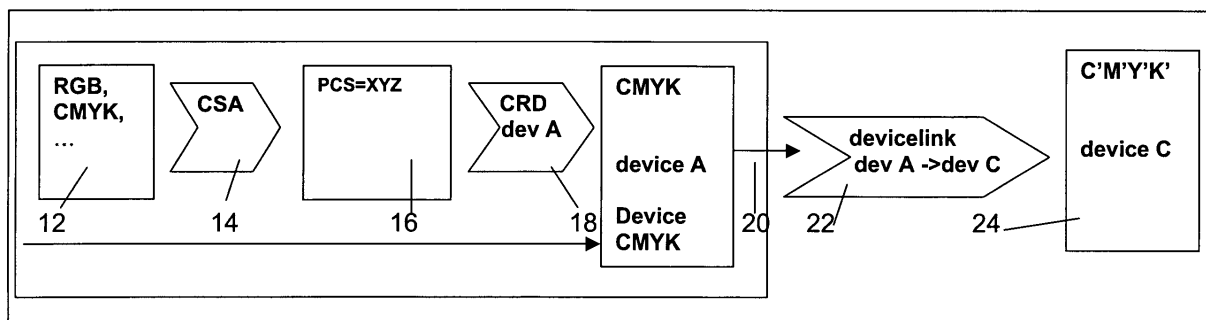 RGB,
CMYK,
...
12
CSA
14
PCS=XYZ
16
CRD
dev A
18
CMYK
device A
Device
CMYK
20
devicelink
dev A ->dev C
22
C'M'Y'K'
device C
24